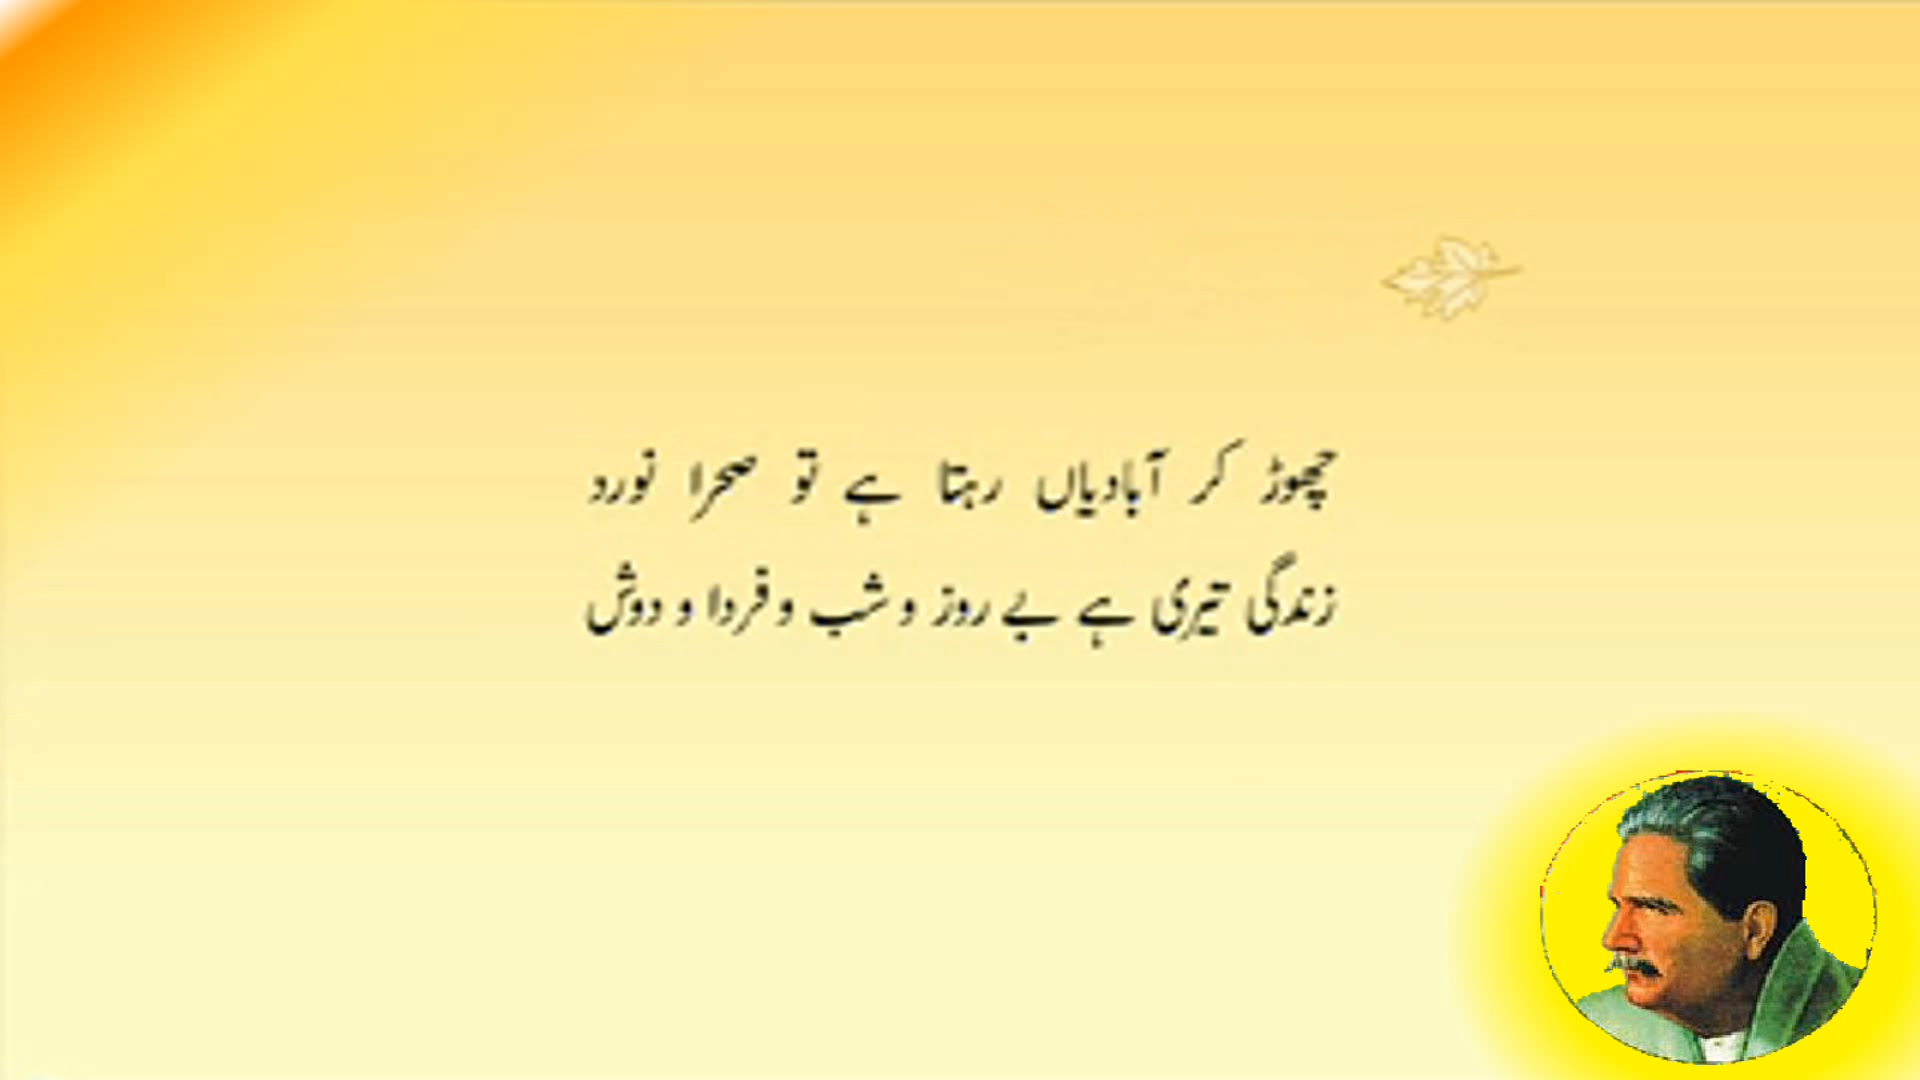 چھوڑ کر آبادیاں رہتا ہے تو صحرا نورد
زندگی تیری ہے بے روز و شب و فردا و دوش